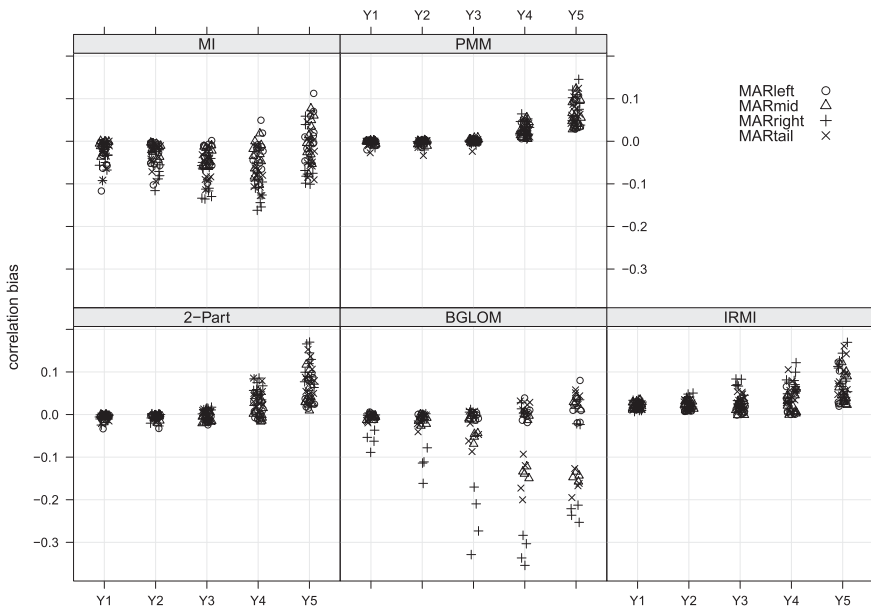 Y1 Y2 Y3 Y4 Y5
MI PMM
MARleft
MARmid
MARright
MARtail
0.1
0.0
−0.1
−0.2
−0.3
correlation bias
2−Part BGLOM IRMI
0.1
0.0
−0.1
−0.2
−0.3
Y1 Y2 Y3 Y4 Y5 Y1 Y2 Y3 Y4 Y5